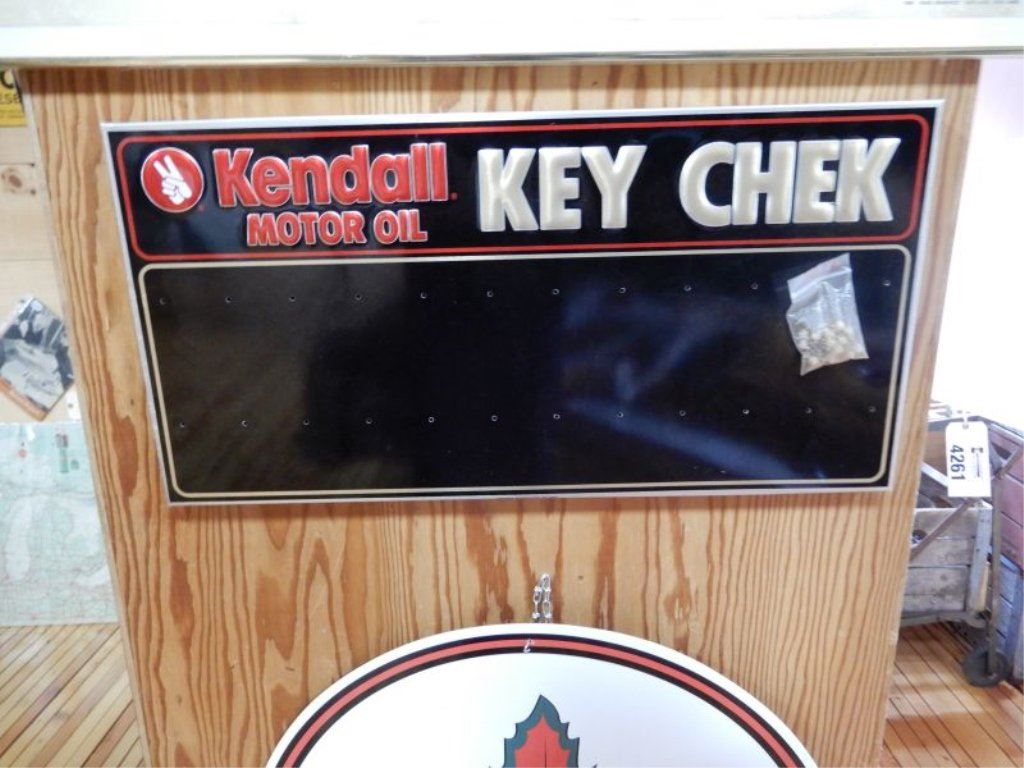 Kendall
MOTOR OIL
KEY CHEK
4261